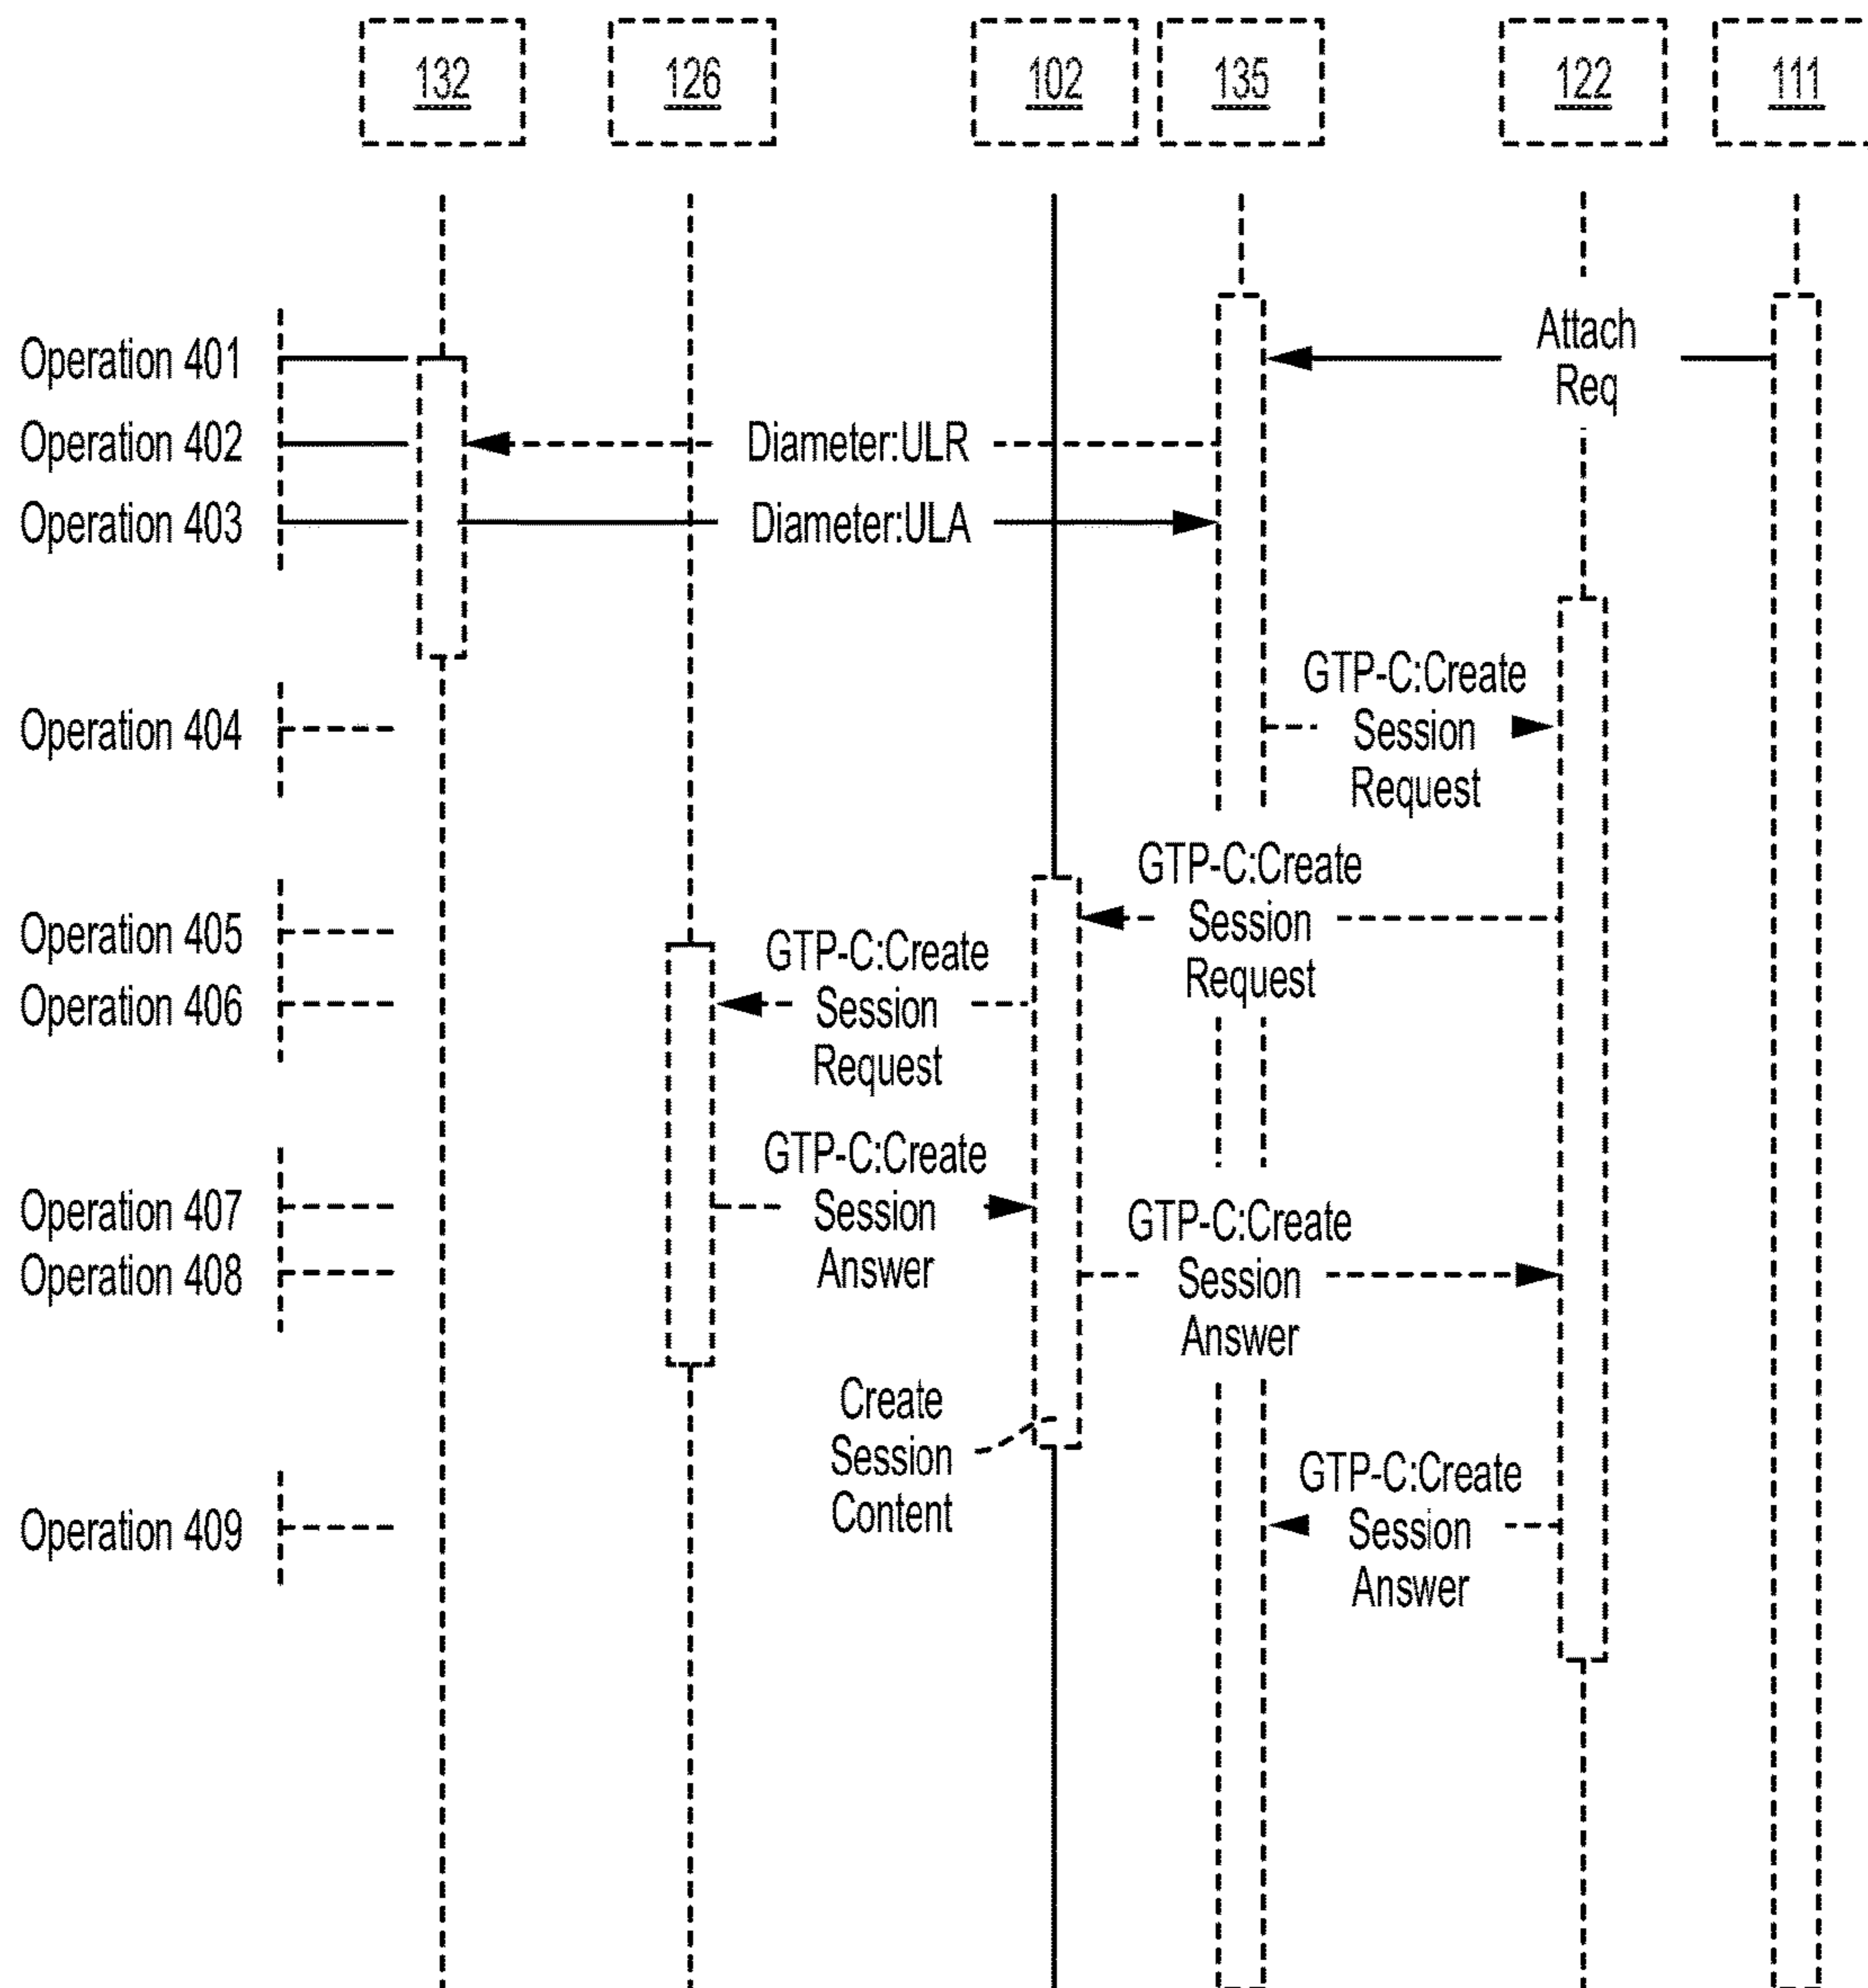 132
126
102
135
122
111
Operation 401
Attach
Req
Operation 402
Diameter:ULR
Operation 403
Diameter:ULA
Operation 404
GTP-C:Create
Session
Request
Operation 405
GTP-C:Create
Session
Request
Operation 406
GTP-C:Create
Session
Request
Operation 407
GTP-C:Create
Session
Answer
Operation 408
GTP-C:Create
Session
Answer
Create
Session
Content
Operation 409
GTP-C:Create
Session
Answer